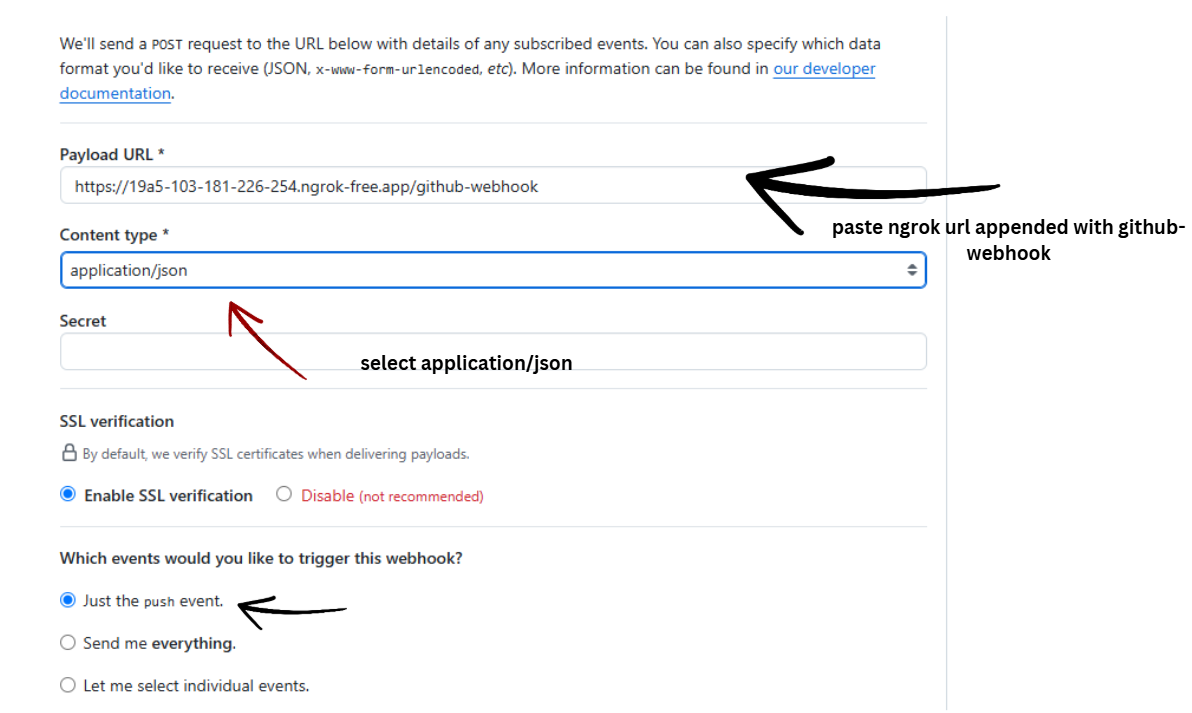 We'll send a POST request to the URL below with details of any subscribed events. You can also specify which data
format you'd like to receive (JSON, x-www-form-urlencoded, etc). More information can be found in our developer
documentation.
Payload URL *
https://19a5-103-181-226-254.ngrok-free.app/github-webhook
paste ngrok url appended with github-
webhook
Content type *
application/json
Secret
select application/json
SSL verification
By default, we verify SSL certificates when delivering payloads.
Enable SSL verification Disable (not recommended)
Which events would you like to trigger this webhook?
Just the push event.
Send me everything.
Let me select individual events.